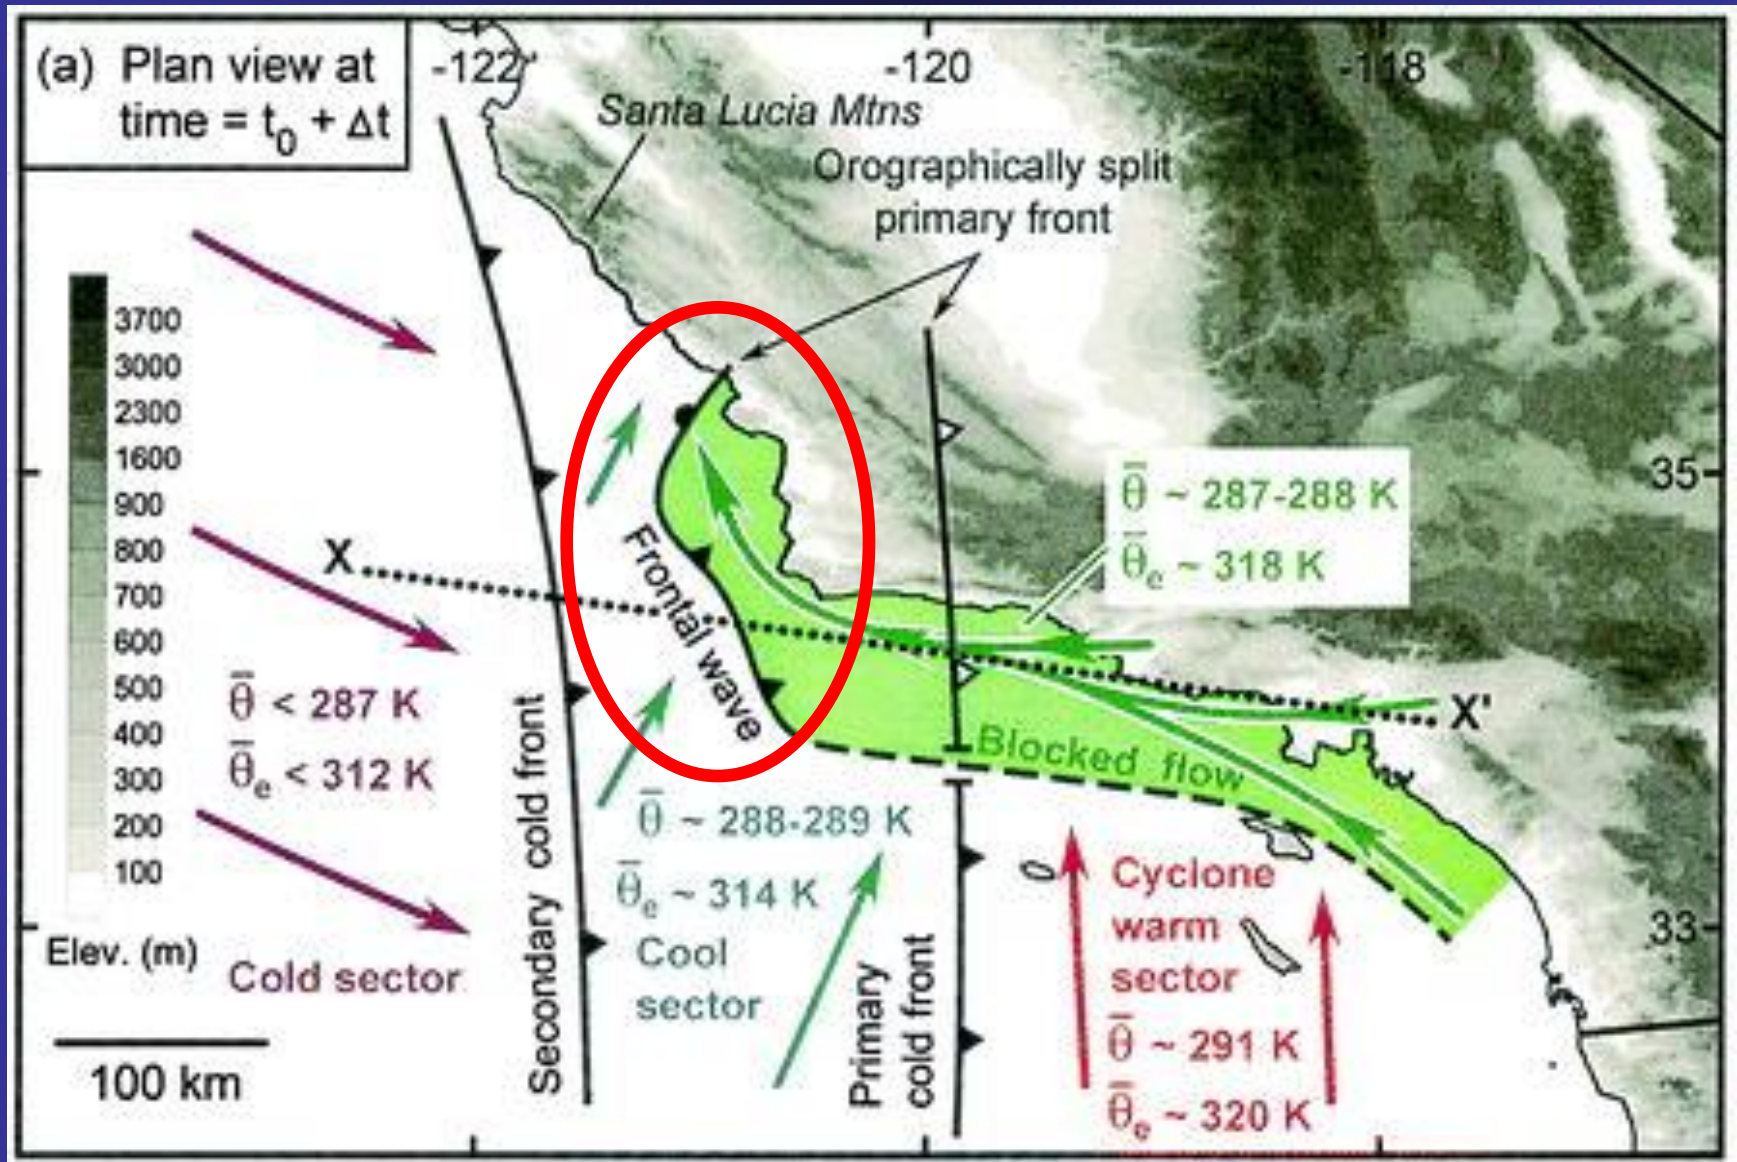 (a) Plan view at
time = t₀ + Δt
-122
-120
-118
Santa Lucia Mtns
Orographically split
primary front
3700
3000
2300
1600
900
800
700
600
500
400
300
200
100
Elev. (m)
100 km
35
33
X
X'
θ̅ ~ 287-288 K
θ̅ₑ ~ 318 K
Frontal wave
Blocked flow
θ̅ < 287 K
θ̅ₑ < 312 K
Cold sector
Secondary cold front
θ̅ ~ 288-289 K
θ̅ₑ ~ 314 K
Cool
sector
Primary
cold front
Cyclone
warm
sector
θ̅ ~ 291 K
θ̅ₑ ~ 320 K